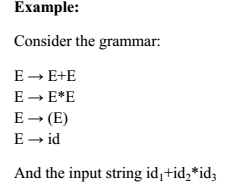 Example:
Consider the grammar:
E → E+E
E → E*E
E → (E)
E → id
And the input string id₁+id₂*id₃